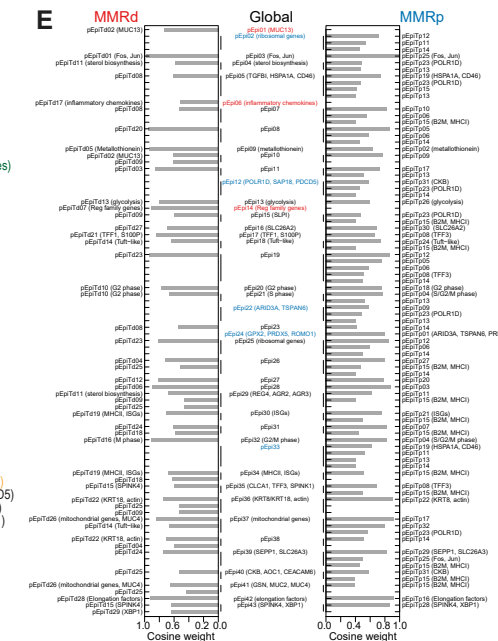 E
MMRd Global MMRp
pEpiTd02 (MUC13) pEpi01 (MUC13)
pEpi02 (ribosomal genes) pEpiTp12
pEpiTp11
pEpiTp14
pEpiTd01 (Fos, Jun) pEpi03 (Fos, Jun) pEpiTp25 (Fos, Jun)
pEpiTd11 (sterol biosynthesis) pEpi04 (sterol biosynthesis) pEpiTp23 (POLR1D)
pEpiTp13
pEpiTd08 pEpi05 (TGFBI, HSPA1A, CD46) pEpiTp19 (HSPA1A, CD46)
pEpiTp23 (POLR1D)
pEpiTp15
pEpiTp13
pEpiTd17 (inflammatory chemokines) pEpi06 (inflammatory chemokines)
pEpiTd08 pEpi07 pEpiTp10
pEpiTp06
pEpiTp15 (B2M, MHCI)
pEpiTd20 pEpi08 pEpiTp05
pEpiTp06
pEpiTp14
pEpiTd05 (Metallothionein) pEpi09 (metallothionein) pEpiTp02 (metallothionein)
pEpiTd02 (MUC13) pEpi10 pEpiTp09
pEpiTd09
pEpiTd03 pEpi11 pEpiTp17
pEpiTp13
pEpi12 (POLR1D, SAP18, PDCD5) pEpiTp31 (CKB)
pEpiTp23 (POLR1D)
pEpiTp15
pEpiTd13 (glycolysis) pEpi13 (glycolysis) pEpiTp26 (glycolysis)
pEpiTd07 (Reg family genes) pEpi14 (Reg family genes)
pEpiTd09 pEpi15 (SLPI) pEpiTp23 (POLR1D)
pEpiTp15 (B2M, MHCI)
pEpiTd27 pEpi16 (SLC26A2) pEpiTp30 (SLC26A2)
pEpiTd21 (TFF1, S100P) pEpi17 (TFF1, S100P) pEpiTp08 (TFF3)
pEpiTd14 (Tuft-like) pEpi18 (Tuft-like) pEpiTp24 (Tuft-like)
pEpiTp15 (B2M, MHCI)
pEpiTd23 pEpi19 pEpiTp12
pEpiTp05
pEpiTp06
pEpiTp08 (TFF3)
pEpiTp15
pEpiTd10 (G2 phase) pEpi20 (G2 phase) pEpiTp18 (G2 phase)
pEpiTd10 (G2 phase) pEpi21 (S phase) pEpiTp04 (S/G2/M phase)
pEpiTp13
pEpi22 (ARID3A, TSPAN6) pEpiTp09
pEpiTp23 (POLR1D)
pEpiTp13
pEpiTd08 pEpi23 pEpiTp14
pEpi24 (GPX2, PRDX5, ROMO1) pEpiTp01 (ARID3A, TSPAN6, PR
pEpiTd23 pEpi25 (ribosomal genes) pEpiTp12
pEpiTp06
pEpiTp14
pEpiTd04 pEpi26 pEpiTp27
pEpiTd25 pEpiTp15 (B2M, MHCI)
pEpiTp14
pEpiTd12 pEpi27 pEpiTp20
pEpiTd06 pEpi28 pEpiTp03
pEpiTd11 (sterol biosynthesis) pEpi29 (REG4, AGR2, AGR3) pEpiTp11
pEpiTd09 pEpiTp15 (B2M, MHCI)
pEpiTd25
pEpiTd19 (MHCII, ISGs) pEpi30 (ISGs) pEpiTp21 (ISGs)
pEpiTp15 (B2M, MHCI)
pEpiTd24 pEpi31 pEpiTp07
pEpiTd18 pEpiTp15 (B2M, MHCI)
pEpiTd16 (M phase) pEpi32 (G2/M phase) pEpiTp04 (S/G2/M phase)
pEpi33 pEpiTp19 (HSPA1A, CD46)
pEpiTp11
pEpiTp13
pEpiTp14
pEpiTd19 (MHCII, ISGs) pEpi34 (MHCII, ISGs) pEpiTp15 (B2M, MHCI)
pEpiTd18
pEpiTd15 (SPINK4) pEpi35 (CLCA1, TFF3, SPINK1) pEpiTp08 (TFF3)
pEpiTp15 (B2M, MHCI)
pEpiTd22 (KRT18, actin) pEpi36 (KRT8/KRT18, actin) pEpiTp22 (KRT8, actin)
pEpiTd25
pEpiTd09
pEpiTd26 (mitochondrial genes, MUC4) pEpi37 (mitochondrial genes) pEpiTp17
pEpiTd14 (Tuft-like) pEpiTp32
pEpiTp23 (POLR1D)
pEpiTd22 (KRT18, actin) pEpi38 pEpiTp14
pEpiTd04
pEpiTd24 pEpi39 (SEPP1, SLC26A3) pEpiTp29 (SEPP1, SLC26A3)
pEpiTp25 (Fos, Jun)
pEpiTp15 (B2M, MHCI)
pEpiTd25 pEpi40 (CKB, AOC1, CEACAM6) pEpiTp31 (CKB)
pEpiTp15 (B2M, MHCI)
pEpiTd26 (mitochondrial genes, MUC4) pEpi41 (GSN, MUC2, MUC4) pEpiTp15 (B2M, MHCI)
pEpiTd25
pEpiTd28 (Elongation factors) pEpi42 (elongation factors) pEpiTp16 (Elongation factors)
pEpiTd15 (SPINK4) pEpi43 (SPINK4, XBP1) pEpiTp28 (SPINK4, XBP1)
pEpiTd29 (XBP1)
1.0 0.6 0.2 0.0 0.0 0.4 0.8 1.0
Cosine weight Cosine weight
es)
)
D5)
)
)